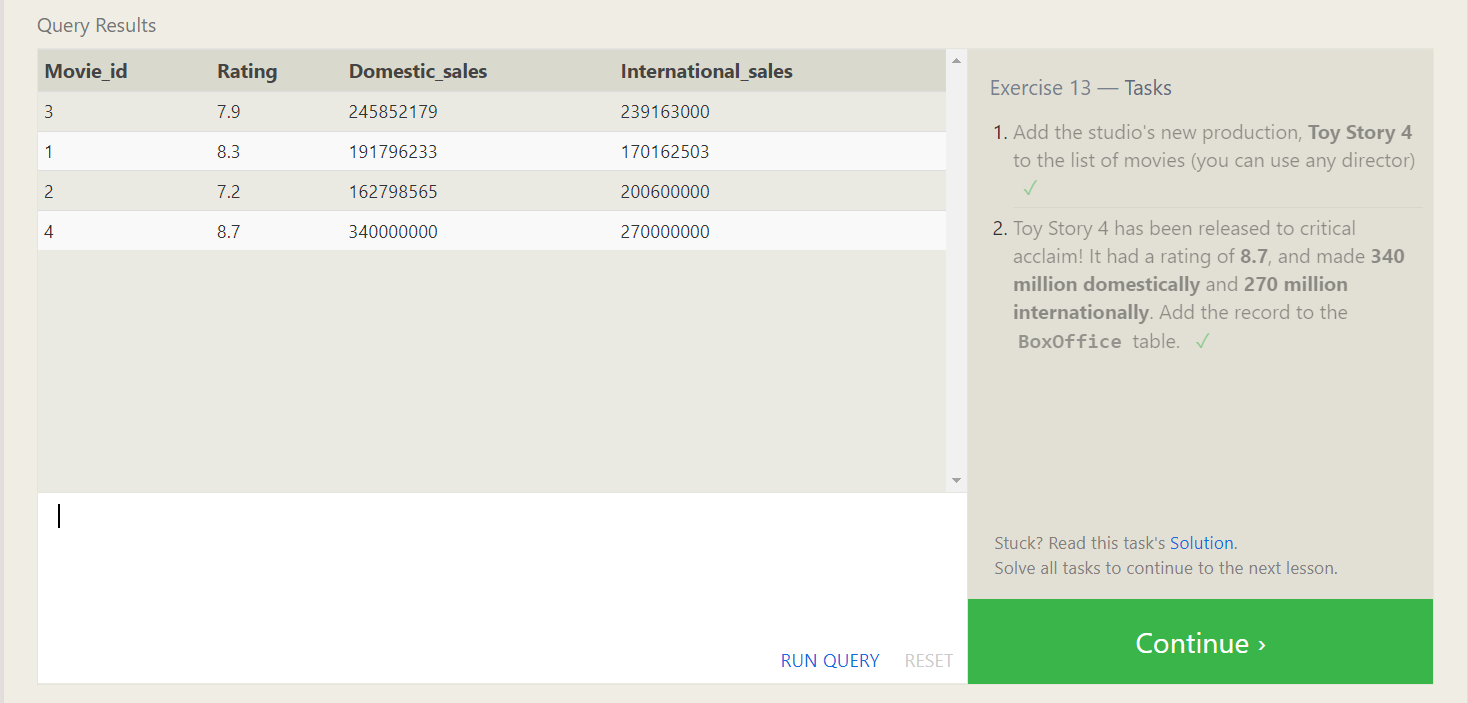 Query Results
Movie_id Rating Domestic_sales International_sales
3 7.9 245852179 239163000
1 8.3 191796233 170162503
2 7.2 162798565 200600000
4 8.7 340000000 270000000
RUN QUERY RESET
Exercise 13 — Tasks
1. Add the studio's new production, Toy Story 4
to the list of movies (you can use any director)
✓
2. Toy Story 4 has been released to critical
acclaim! It had a rating of 8.7, and made 340
million domestically and 270 million
internationally. Add the record to the
BoxOffice table. ✓
Stuck? Read this task's Solution.
Solve all tasks to continue to the next lesson.
Continue ›